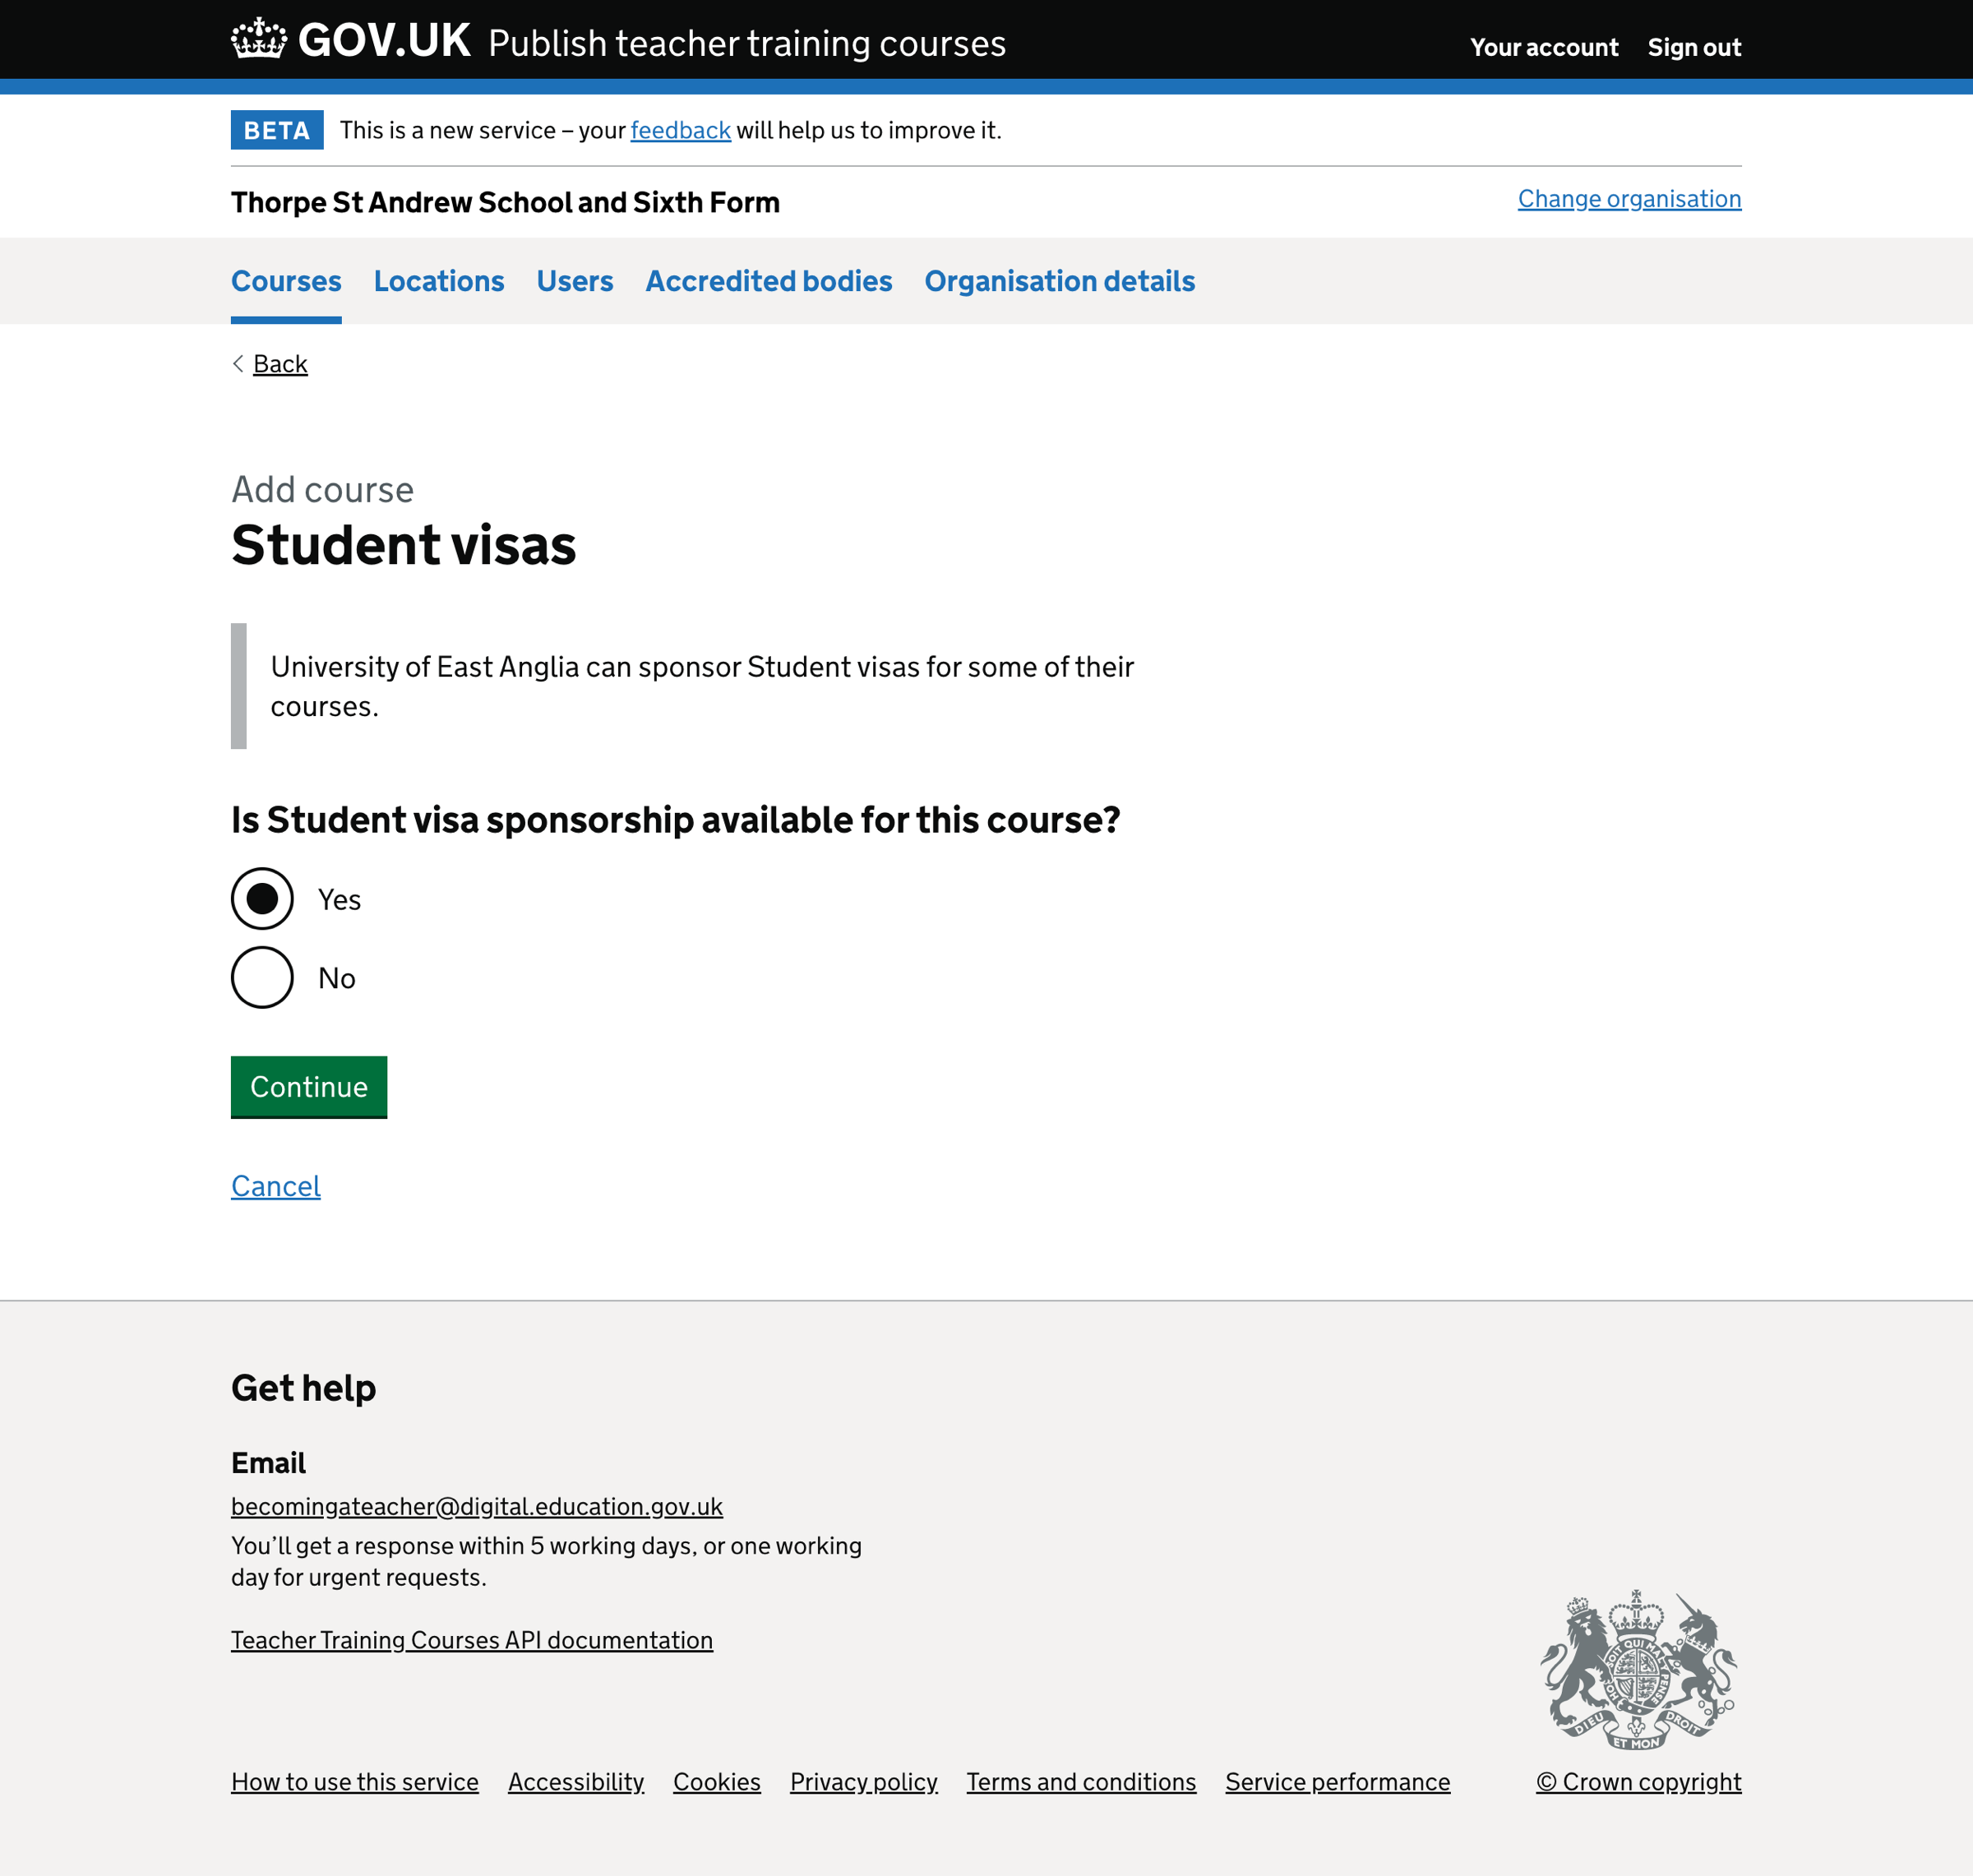 GOV.UK Publish teacher training courses
Your account Sign out
BETA This is a new service – your feedback will help us to improve it.
Thorpe St Andrew School and Sixth Form
Change organisation
Courses Locations Users Accredited bodies Organisation details
Back
Add course
Student visas
University of East Anglia can sponsor Student visas for some of their
courses.
Is Student visa sponsorship available for this course?
Yes
No
Continue
Cancel
Get help
Email
becomingateacher@digital.education.gov.uk
You’ll get a response within 5 working days, or one working
day for urgent requests.
Teacher Training Courses API documentation
DIEU ET MON DROIT
How to use this service Accessibility Cookies Privacy policy Terms and conditions Service performance
© Crown copyright